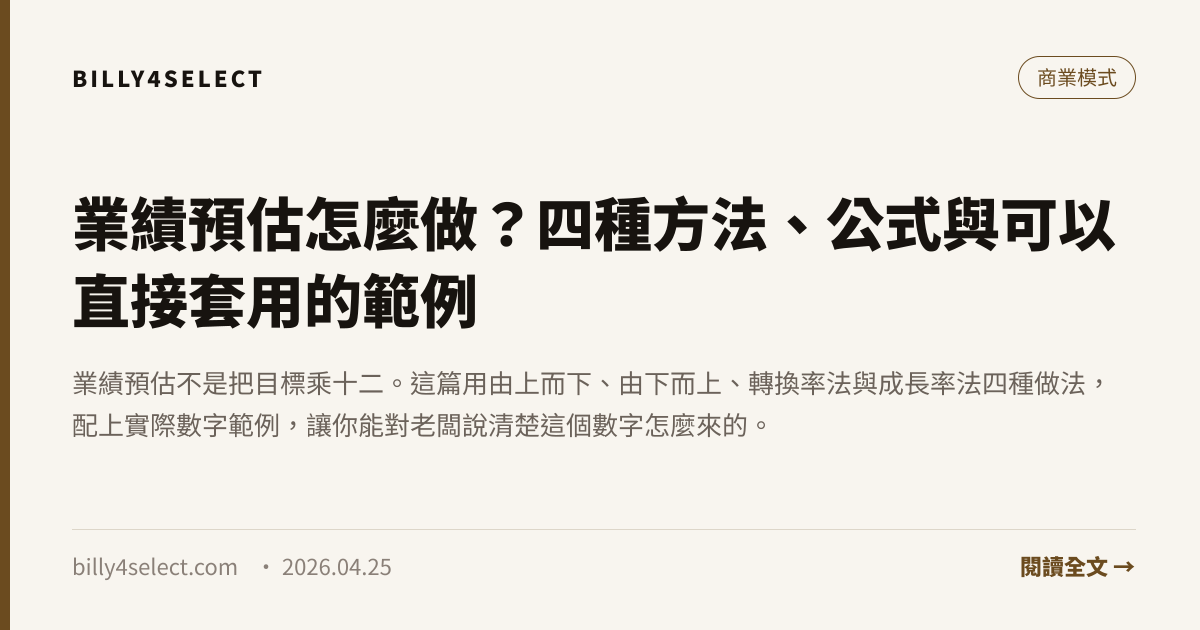 BILLY4SELECT
商業模式
業績預估怎麼做？四種方法、公式與可以
直接套用的範例
業績預估不是把目標乘十二。這篇用由上而下、由下而上、轉換率法與成長率法四種做法，
配上實際數字範例，讓你能對老闆說清楚這個數字怎麼來的。
billy4select.com ・ 2026.04.25
閱讀全文 →